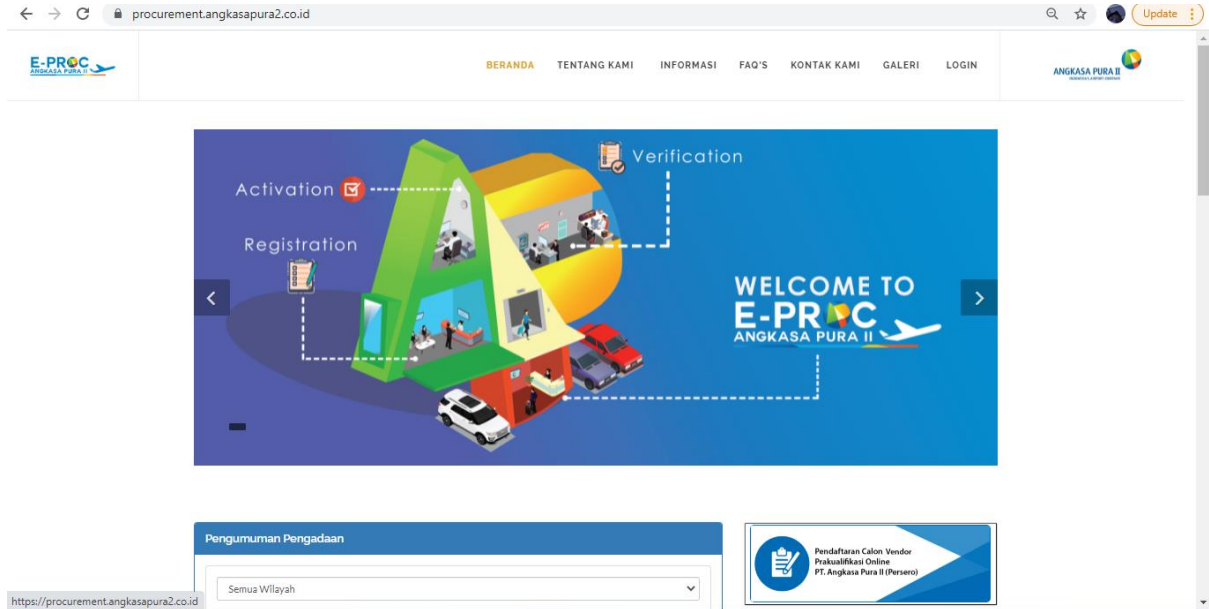 procurement.angkasapura2.co.id
Update
E-PROC
ANGKASA PURA II
BERANDA TENTANG KAMI INFORMASI FAQ'S KONTAK KAMI GALERI LOGIN
ANGKASA PURA II
Verification
Activation
Registration
WELCOME TO
E-PROC
ANGKASA PURA II
Pengumuman Pengadaan
Semua Wilayah
Pendaftaran Calon Vendor
Prakualifikasi Online
PT. Angkasa Pura II (Persero)
https://procurement.angkasapura2.co.id